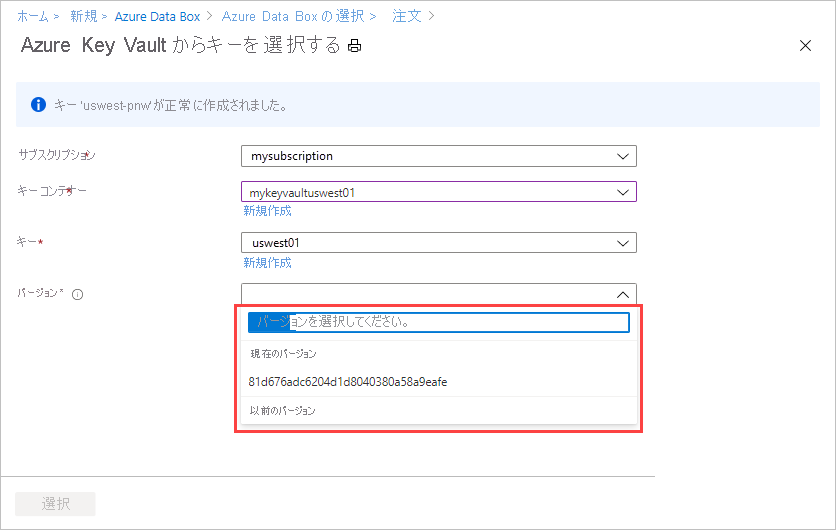 ホーム > 新規 > Azure Data Box > Azure Data Box の選択 > 注文 >
Azure Key Vault からキーを選択する
キー 'uswest-pnw' が正常に作成されました。
サブスクリプション*
mysubscription
キー コンテナー*
mykeyvaultuswest01
新規作成
キー*
uswest01
新規作成
バージョン*
バージョンを選択してください。
現在のバージョン
81d676adc6204d1d8040380a58a9eafe
以前のバージョン
選択